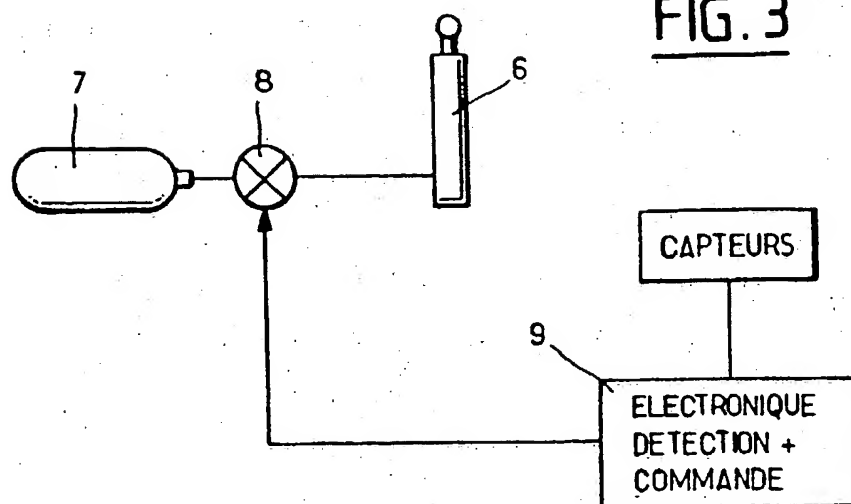 FIG. 3
7
8
6
CAPTEURS
9
ELECTRONIQUE
DETECTION +
COMMANDE